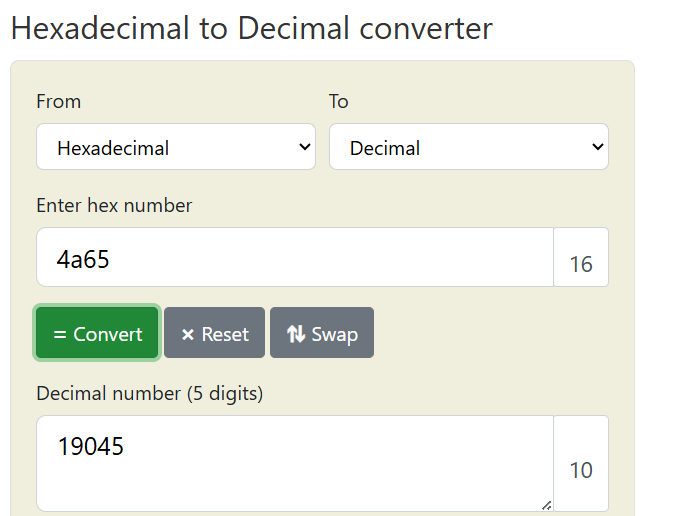 Hexadecimal to Decimal converter
From To
Hexadecimal Decimal
Enter hex number
4a65 16
= Convert × Reset ⇅ Swap
Decimal number (5 digits)
19045
10